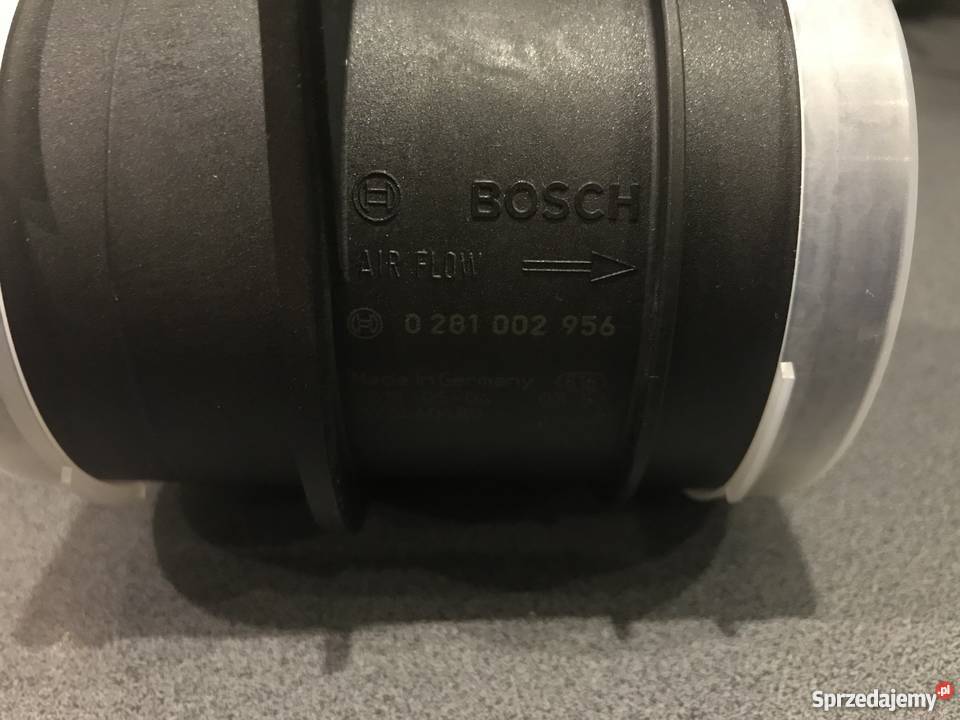 BOSCH
AIR FLOW
0 281 002 956
Made in Germany
Sprzedajemy.pl